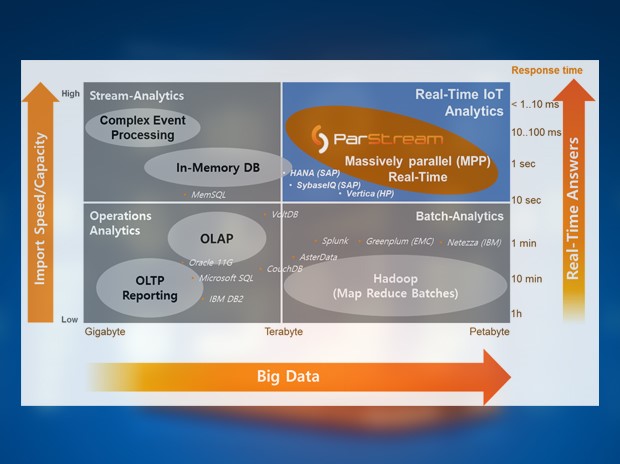 Response time
High
Import Speed/Capacity
Low
Stream-Analytics
Complex Event
Processing
In-Memory DB
MemSQL
Real-Time IoT
Analytics
ParStream
Massively parallel (MPP)
Real-Time
HANA (SAP)
SybaseIQ (SAP)
Vertica (HP)
Operations
Analytics
VoltDB
OLAP
Oracle 11G
CouchDB
Microsoft SQL
OLTP
Reporting
IBM DB2
Batch-Analytics
Splunk
Greenplum (EMC)
Netezza (IBM)
AsterData
Hadoop
(Map Reduce Batches)
< 1..10 ms
10..100 ms
1 sec
10 sec
1 min
10 min
1h
Real-Time Answers
Gigabyte
Terabyte
Petabyte
Big Data